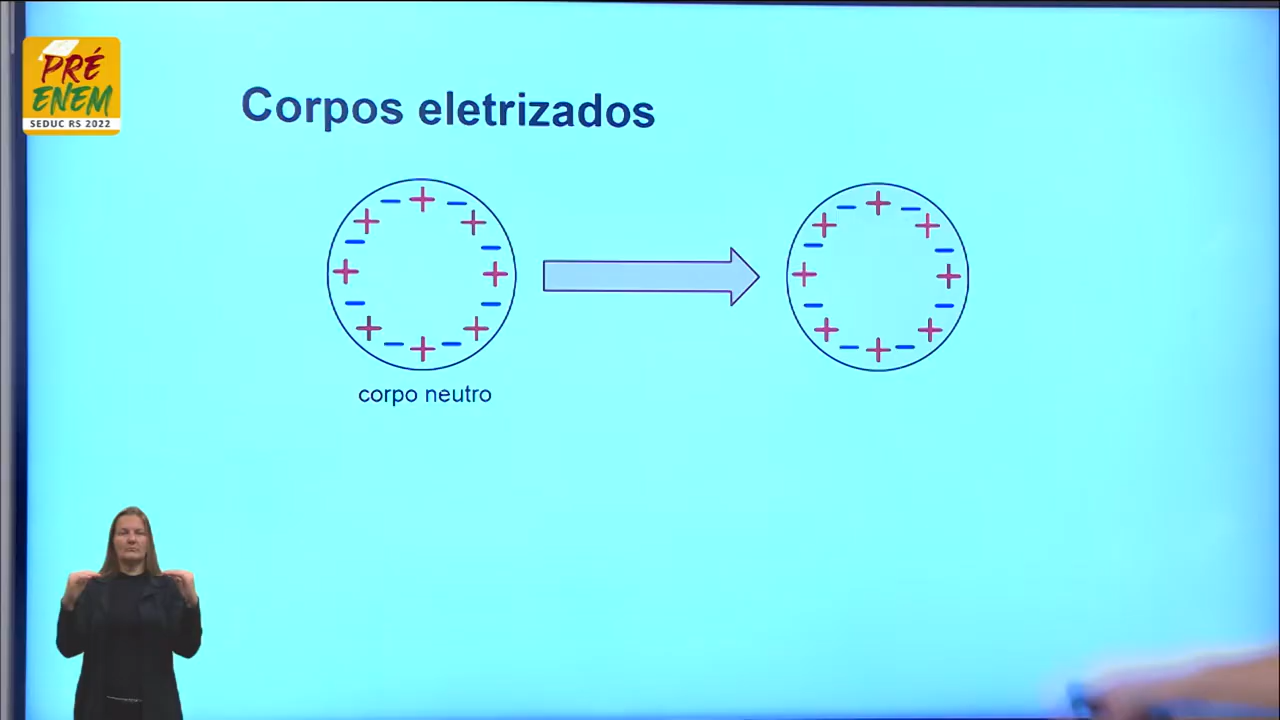 PRÉ
ENEM
SEDUC RS 2022
Corpos eletrizados
corpo neutro